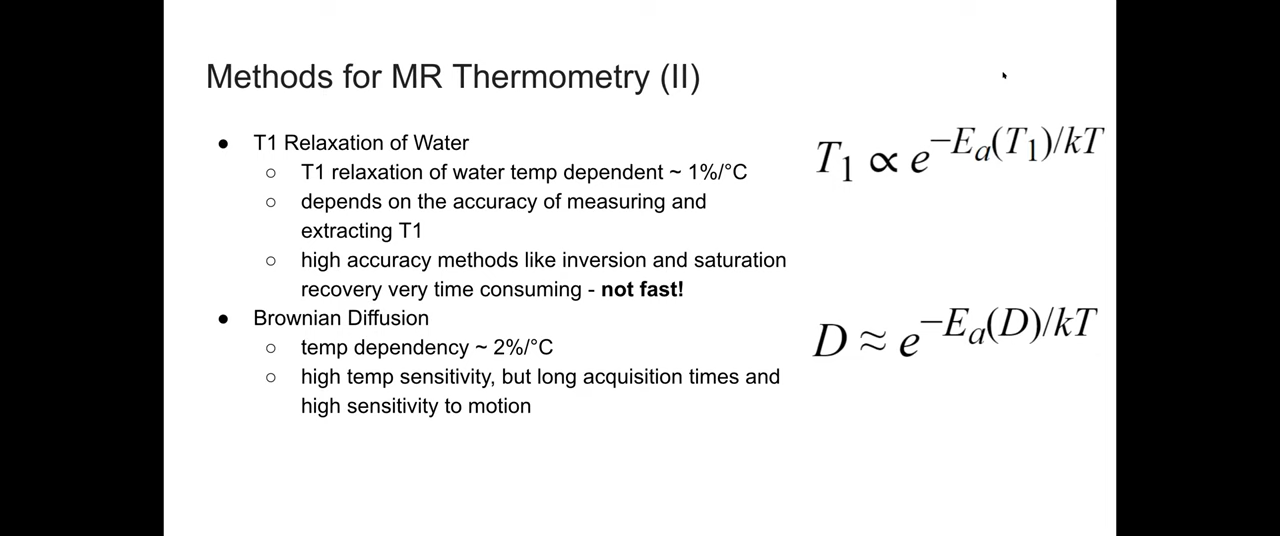 Methods for MR Thermometry (II)
● T1 Relaxation of Water
○ T1 relaxation of water temp dependent ~ 1%/°C
○ depends on the accuracy of measuring and
extracting T1
○ high accuracy methods like inversion and saturation
recovery very time consuming - not fast!
● Brownian Diffusion
○ temp dependency ~ 2%/°C
○ high temp sensitivity, but long acquisition times and
high sensitivity to motion
T₁ ∝ e^{−Eₐ(T₁)/kT}
D ≈ e^{−Eₐ(D)/kT}